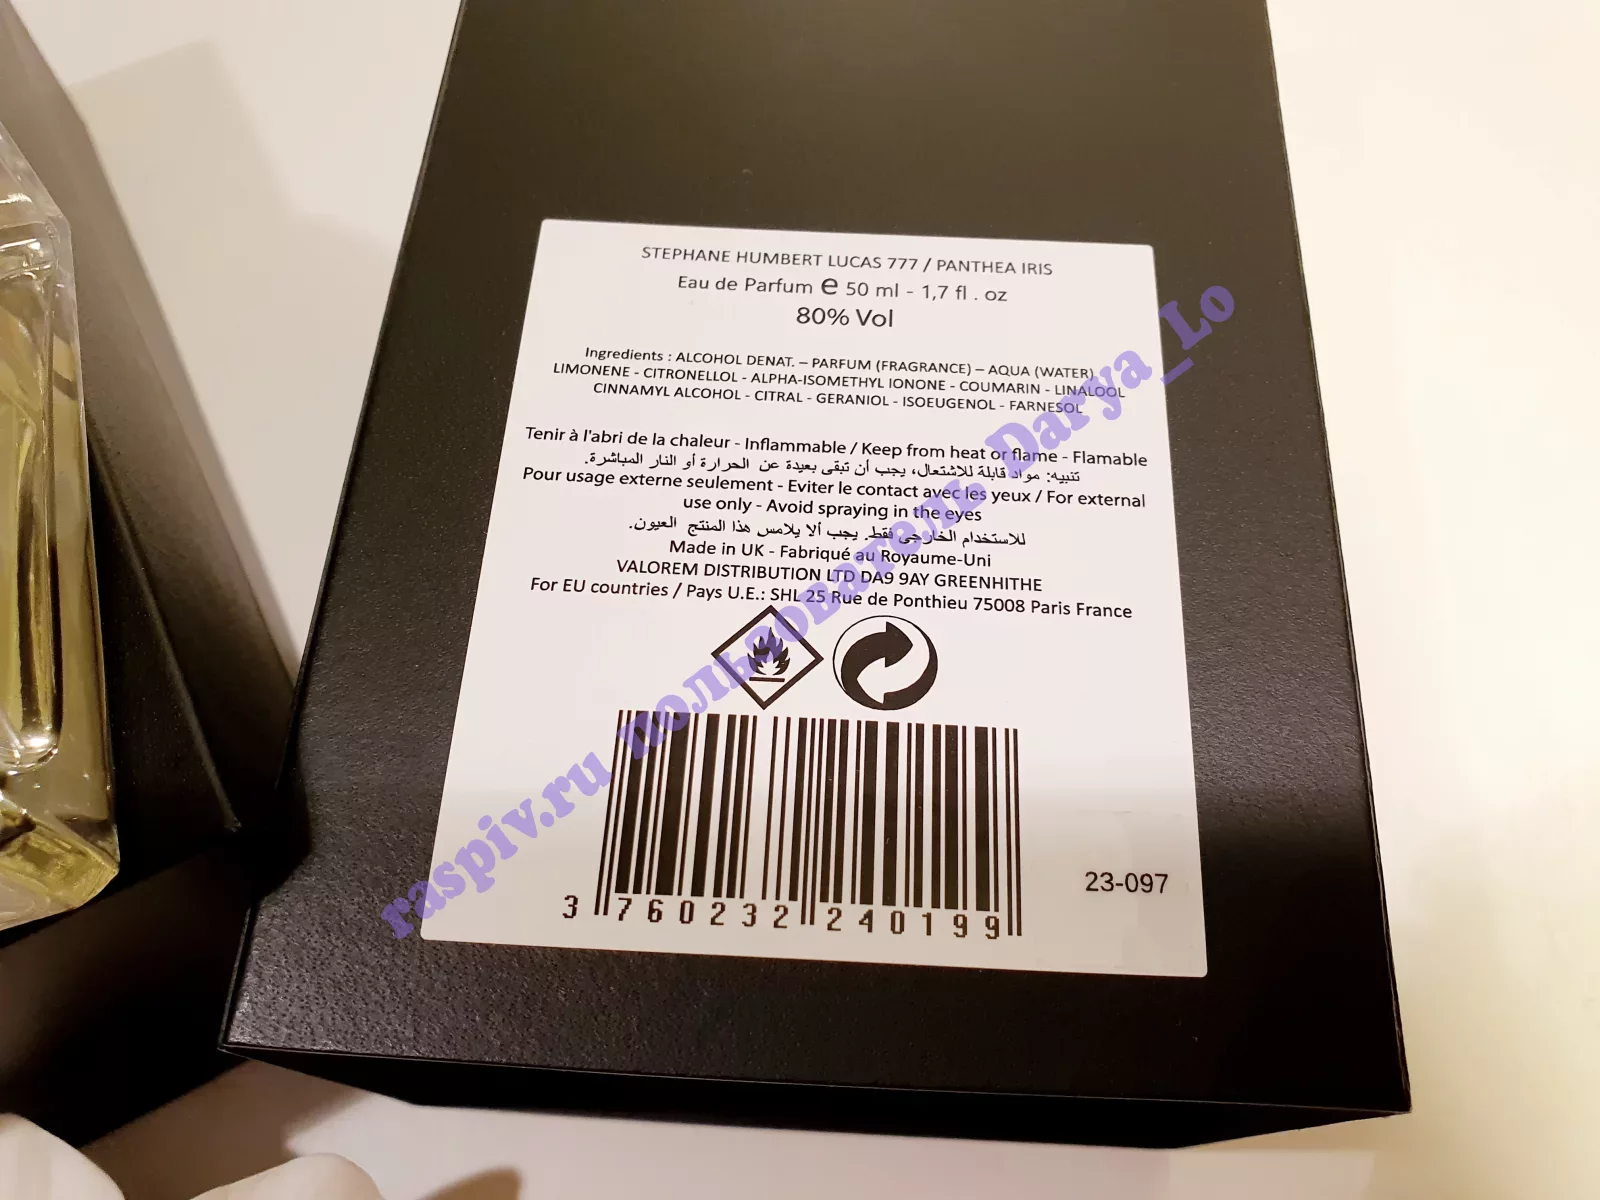 STEPHANE HUMBERT LUCAS 777 / PANTHEA IRIS
Eau de Parfum e 50 ml - 1,7 fl . oz
80% Vol
Ingredients : ALCOHOL DENAT. – PARFUM (FRAGRANCE) – AQUA (WATER)
LIMONENE - CITRONELLOL - ALPHA-ISOMETHYL IONONE - COUMARIN - LINALOOL
CINNAMYL ALCOHOL - CITRAL - GERANIOL - ISOEUGENOL - FARNESOL
Tenir à l'abri de la chaleur - Inflammable / Keep from heat or flame - Flamable
تنبيه: مواد قابلة للاشتعال، يجب أن تبقى بعيدة عن الحرارة أو النار المباشرة.
Pour usage externe seulement - Eviter le contact avec les yeux / For external
use only - Avoid spraying in the eyes
للاستخدام الخارجي فقط. يجب ألا يلامس هذا المنتج العيون.
Made in UK - Fabriqué au Royaume-Uni
VALOREM DISTRIBUTION LTD DA9 9AY GREENHITHE
For EU countries / Pays U.E.: SHL 25 Rue de Ponthieu 75008 Paris France
23-097
3 760232 240199
raspiv.ru пользователь Darya_Lo